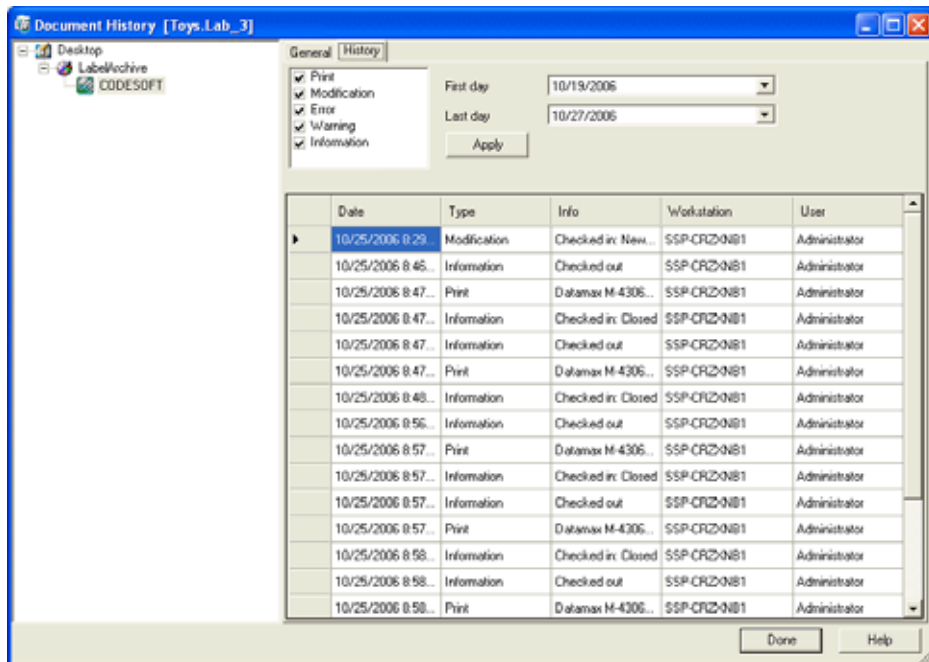 Document History [Toys.Lab_3]
Desktop
LabelArchive
CODESOFT
General History
Print
Modification
Error
Warning
Information
First day 10/19/2006
Last day 10/27/2006
Apply
Date Type Info Workstation User
10/25/2006 8:29... Modification Checked in: New... SSP-CRZXNB1 Administrator
10/25/2006 8:46... Information Checked out SSP-CRZXNB1 Administrator
10/25/2006 8:47... Print Datamax M-4306... SSP-CRZXNB1 Administrator
10/25/2006 8:47... Information Checked in: Closed SSP-CRZXNB1 Administrator
10/25/2006 8:47... Information Checked out SSP-CRZXNB1 Administrator
10/25/2006 8:47... Print Datamax M-4306... SSP-CRZXNB1 Administrator
10/25/2006 8:48... Information Checked in: Closed SSP-CRZXNB1 Administrator
10/25/2006 8:56... Information Checked out SSP-CRZXNB1 Administrator
10/25/2006 8:57... Print Datamax M-4306... SSP-CRZXNB1 Administrator
10/25/2006 8:57... Information Checked in: Closed SSP-CRZXNB1 Administrator
10/25/2006 8:57... Information Checked out SSP-CRZXNB1 Administrator
10/25/2006 8:57... Print Datamax M-4306... SSP-CRZXNB1 Administrator
10/25/2006 8:58... Information Checked in: Closed SSP-CRZXNB1 Administrator
10/25/2006 8:58... Information Checked out SSP-CRZXNB1 Administrator
10/25/2006 8:58... Print Datamax M-4306... SSP-CRZXNB1 Administrator
Done Help